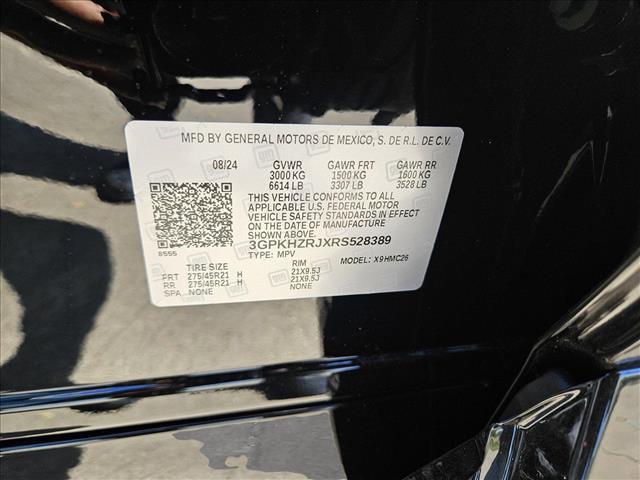 MFD BY GENERAL MOTORS DE MEXICO, S. DE R.L. DE C.V.
08/24 GVWR GAWR FRT GAWR RR
3000 KG 1500 KG 1600 KG
6614 LB 3307 LB 3528 LB
THIS VEHICLE CONFORMS TO ALL
APPLICABLE U.S. FEDERAL MOTOR
VEHICLE SAFETY STANDARDS IN EFFECT
ON THE DATE OF MANUFACTURE
SHOWN ABOVE.
3GPKHZRJXRS528389
8555
TYPE: MPV MODEL: X9HMC26
TIRE SIZE RIM
FRT 275/45R21 H 21X9.5J
RR 275/45R21 H 21X9.5J
SPA NONE NONE